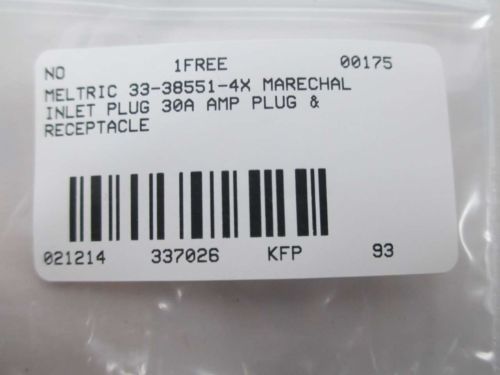 NO 1FREE 00175
MELTRIC 33-38551-4X MARECHAL
INLET PLUG 30A AMP PLUG &
RECEPTACLE
021214 337026 KFP 93